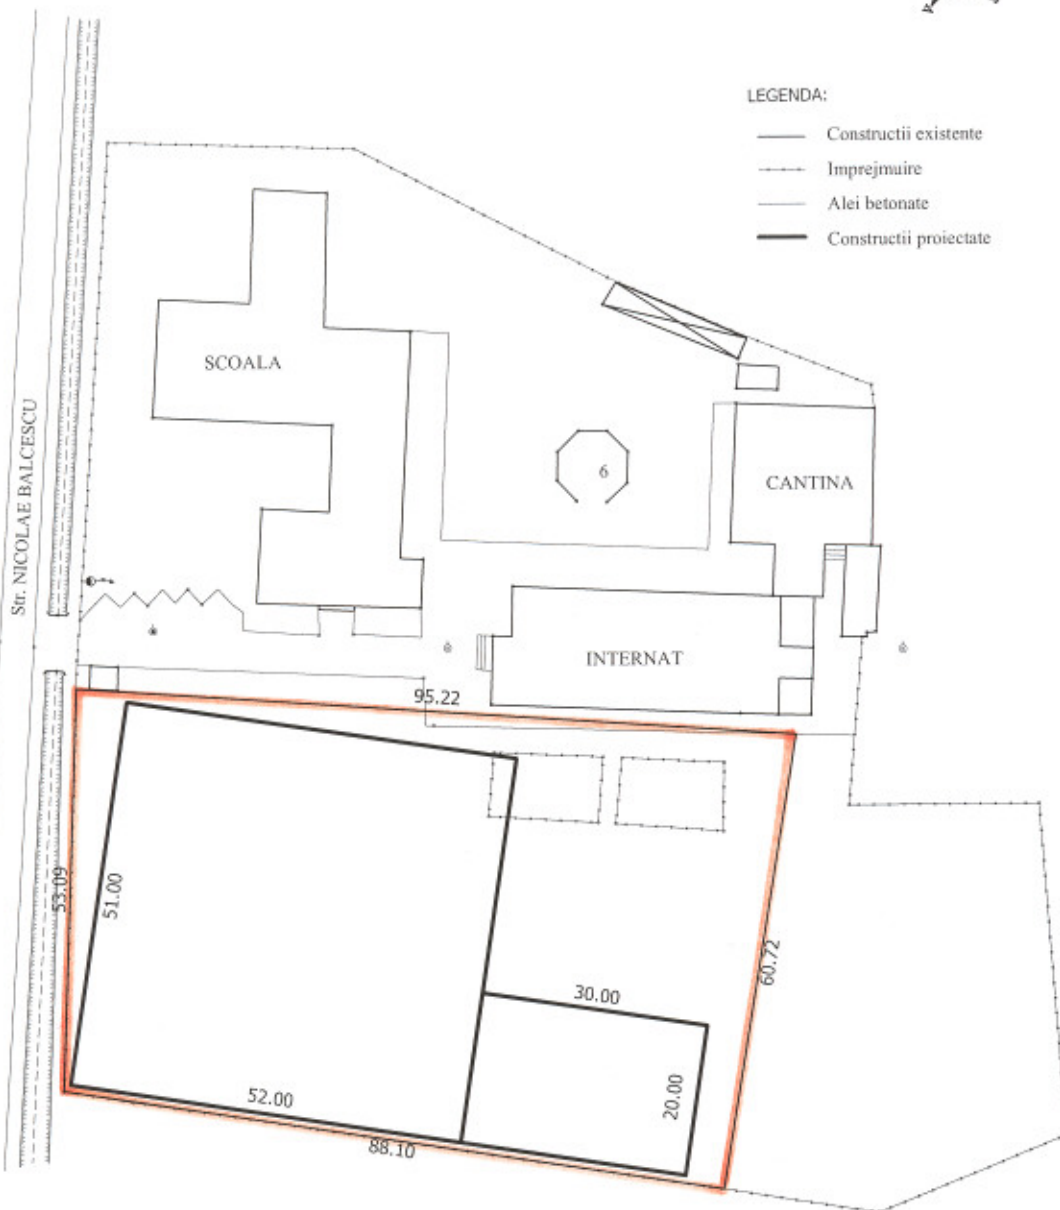 LEGENDA:
Constructii existente
Imprejmuire
Alei betonate
Constructii proiectate
SCOALA
Str. NICOLAE BALCESCU
6
CANTINA
INTERNAT
95.22
53.09
51.00
60.72
30.00
20.00
52.00
88.10